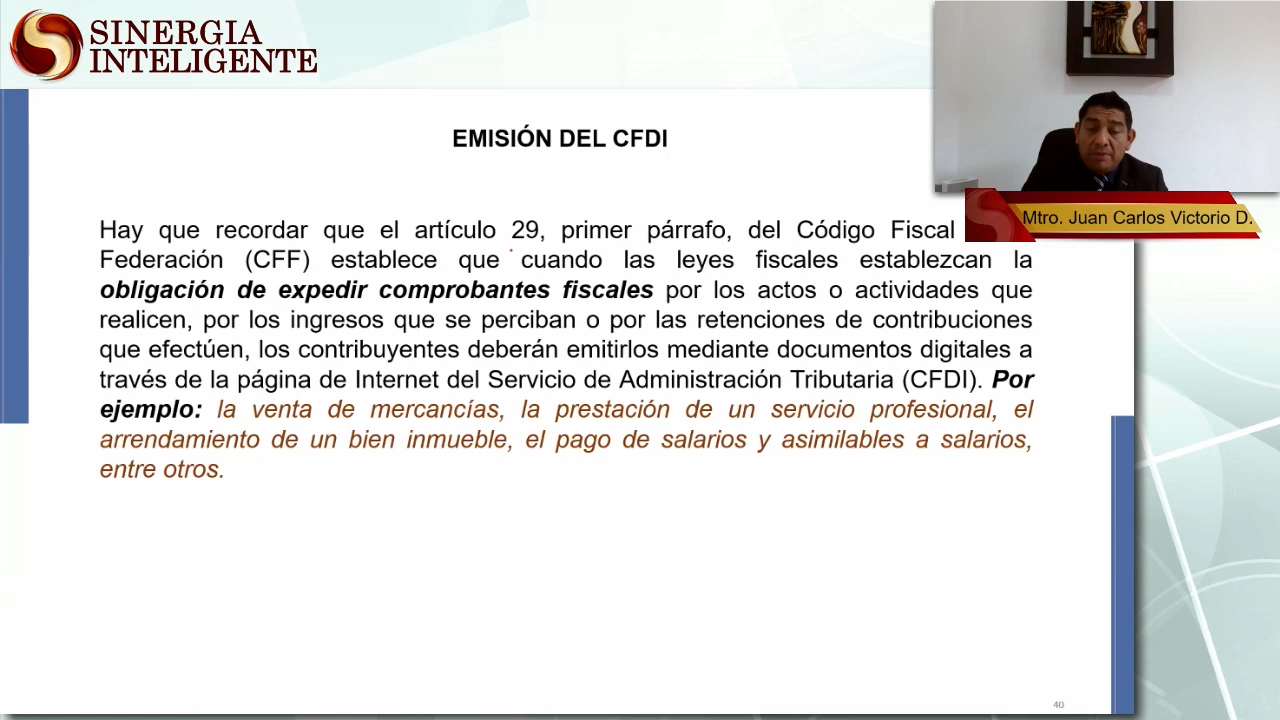 SINERGIA
INTELIGENTE
EMISIÓN DEL CFDI
Mtro. Juan Carlos Victorio D.
Hay que recordar que el artículo 29, primer párrafo, del Código Fiscal
Federación (CFF) establece que cuando las leyes fiscales establezcan la
obligación de expedir comprobantes fiscales por los actos o actividades que
realicen, por los ingresos que se perciban o por las retenciones de contribuciones
que efectúen, los contribuyentes deberán emitirlos mediante documentos digitales a
través de la página de Internet del Servicio de Administración Tributaria (CFDI). Por
ejemplo: la venta de mercancías, la prestación de un servicio profesional, el
arrendamiento de un bien inmueble, el pago de salarios y asimilables a salarios,
entre otros.
40